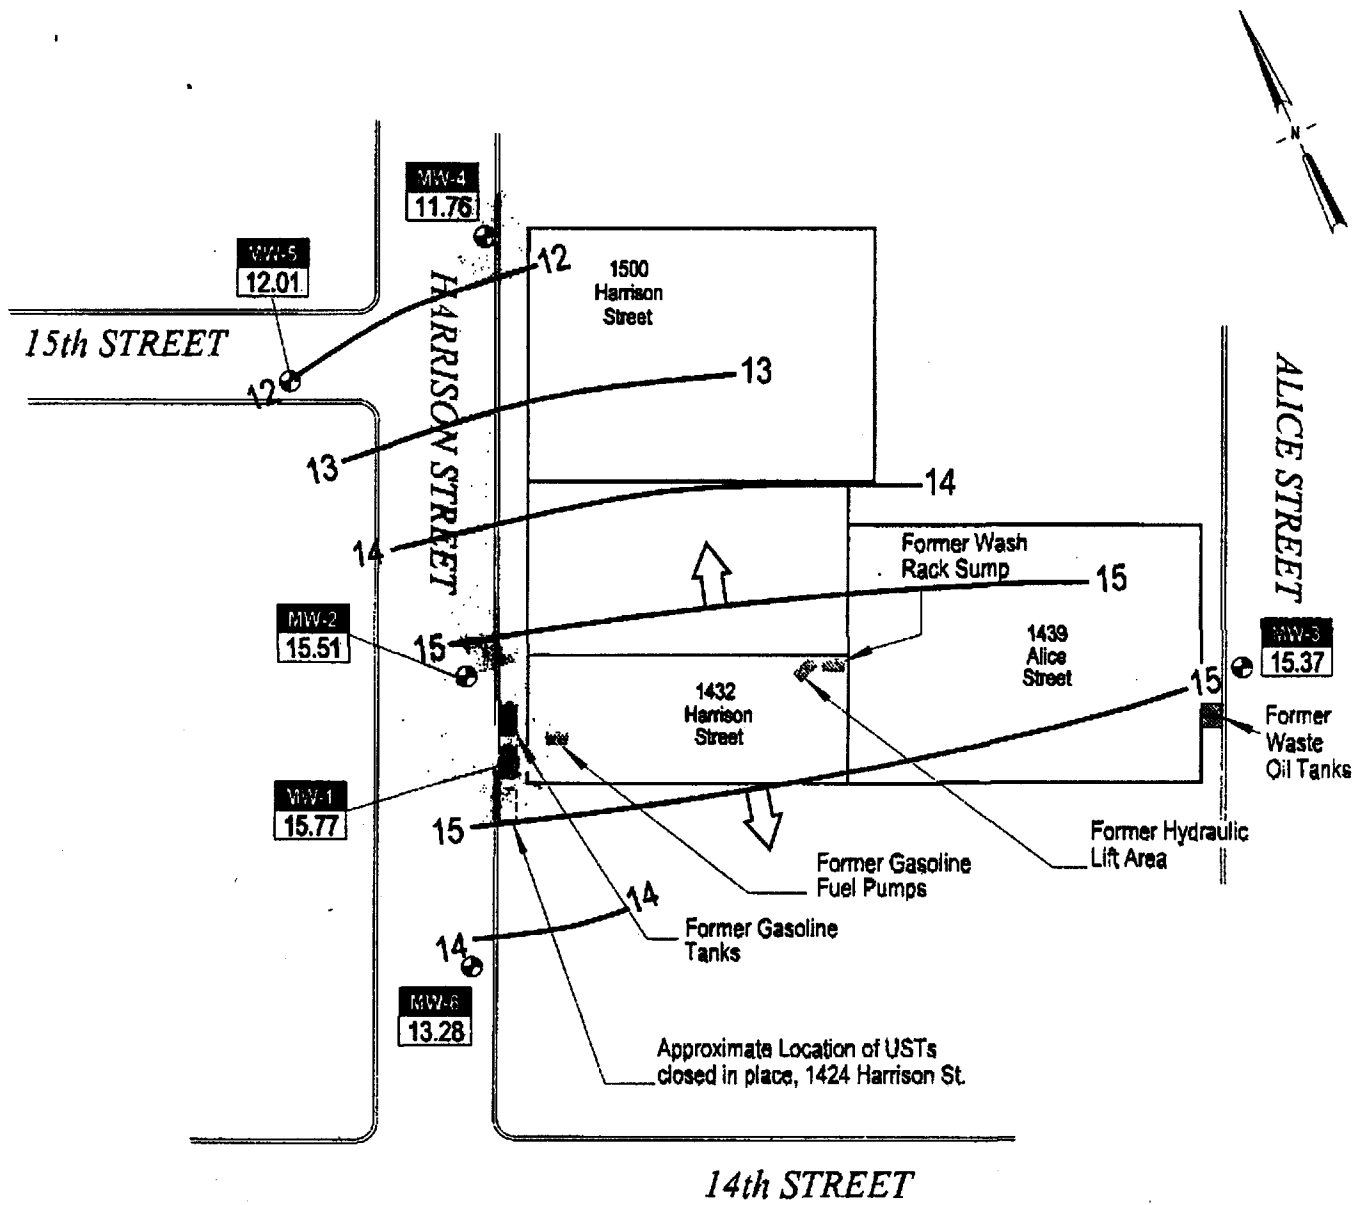 N
MW-4
11.76
MW-5
12.01
12
1500
Harrison
Street
15th STREET
12
HARRISON STREET
13
13
ALICE STREET
14
14
Former Wash
Rack Sump
15
MW-2
15.51
15
1439
Alice
Street
MW-3
15.37
15
1432
Harrison
Street
Former
Waste
Oil Tanks
MW-1
15.77
15
Former Hydraulic
Lift Area
Former Gasoline
Fuel Pumps
14
Former Gasoline
Tanks
14
MW-6
13.28
Approximate Location of USTs
closed in place, 1424 Harrison St.
14th STREET